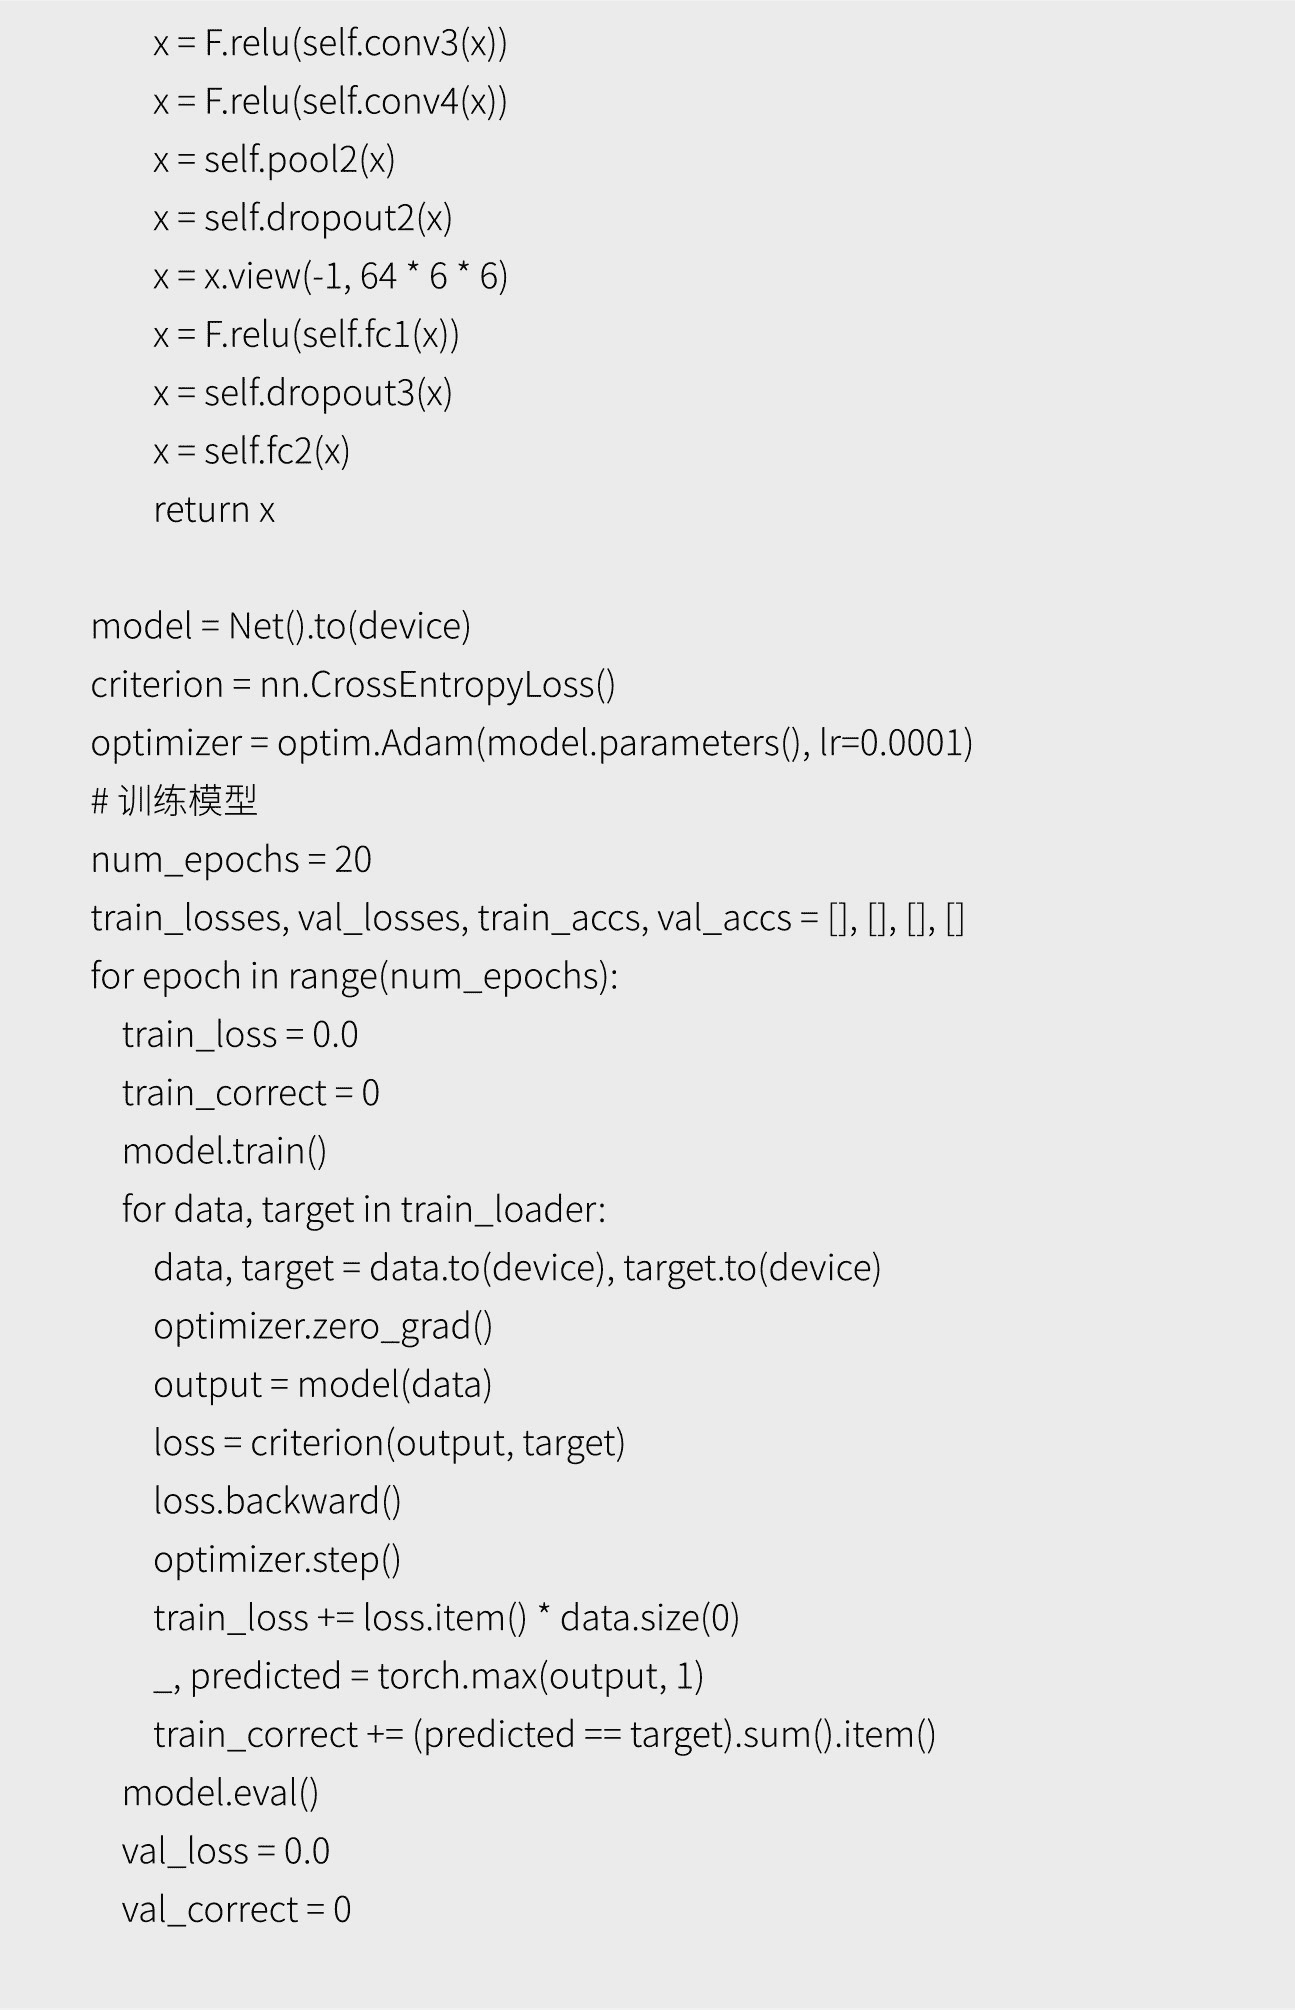 x = F.relu(self.conv3(x))
        x = F.relu(self.conv4(x))
        x = self.pool2(x)
        x = self.dropout2(x)
        x = x.view(-1, 64 * 6 * 6)
        x = F.relu(self.fc1(x))
        x = self.dropout3(x)
        x = self.fc2(x)
        return x

model = Net().to(device)
criterion = nn.CrossEntropyLoss()
optimizer = optim.Adam(model.parameters(), lr=0.0001)
# 训练模型
num_epochs = 20
train_losses, val_losses, train_accs, val_accs = [], [], [], []
for epoch in range(num_epochs):
    train_loss = 0.0
    train_correct = 0
    model.train()
    for data, target in train_loader:
        data, target = data.to(device), target.to(device)
        optimizer.zero_grad()
        output = model(data)
        loss = criterion(output, target)
        loss.backward()
        optimizer.step()
        train_loss += loss.item() * data.size(0)
        _, predicted = torch.max(output, 1)
        train_correct += (predicted == target).sum().item()
    model.eval()
    val_loss = 0.0
    val_correct = 0